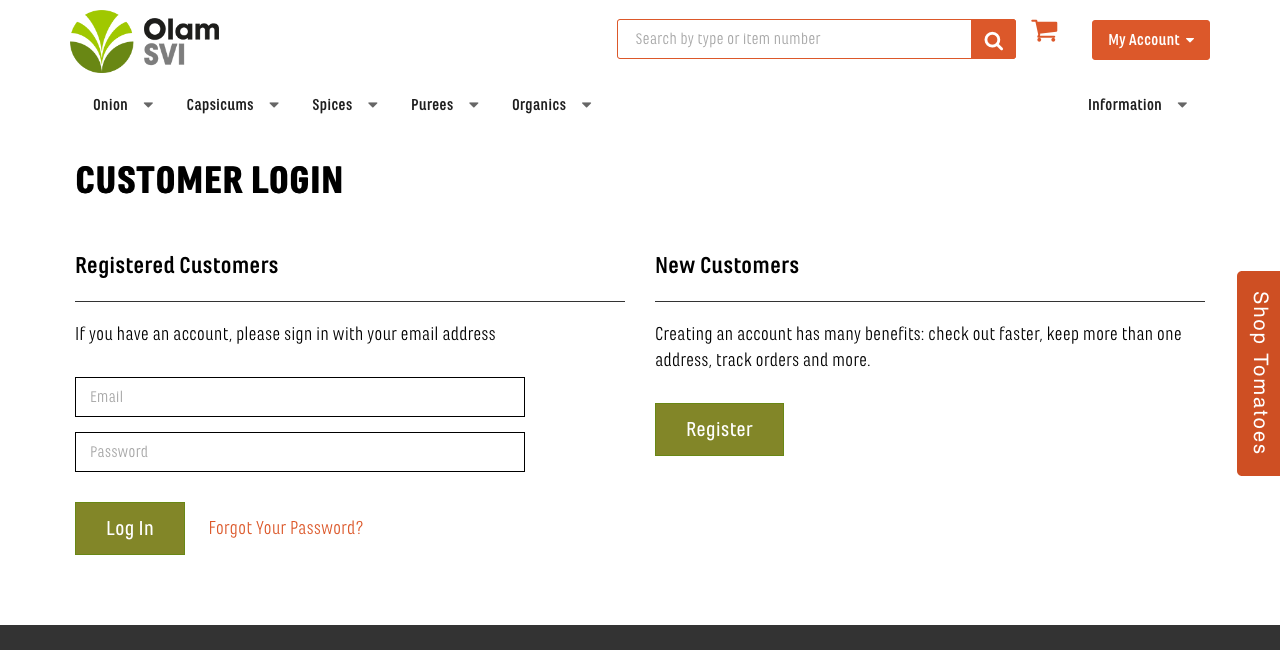 Olam
SVI
Search by type or item number
My Account
Onion
Capsicums
Spices
Purees
Organics
Information
CUSTOMER LOGIN
Registered Customers
If you have an account, please sign in with your email address
Email
Password
Log In
Forgot Your Password?
New Customers
Creating an account has many benefits: check out faster, keep more than one
address, track orders and more.
Register
Shop Tomatoes